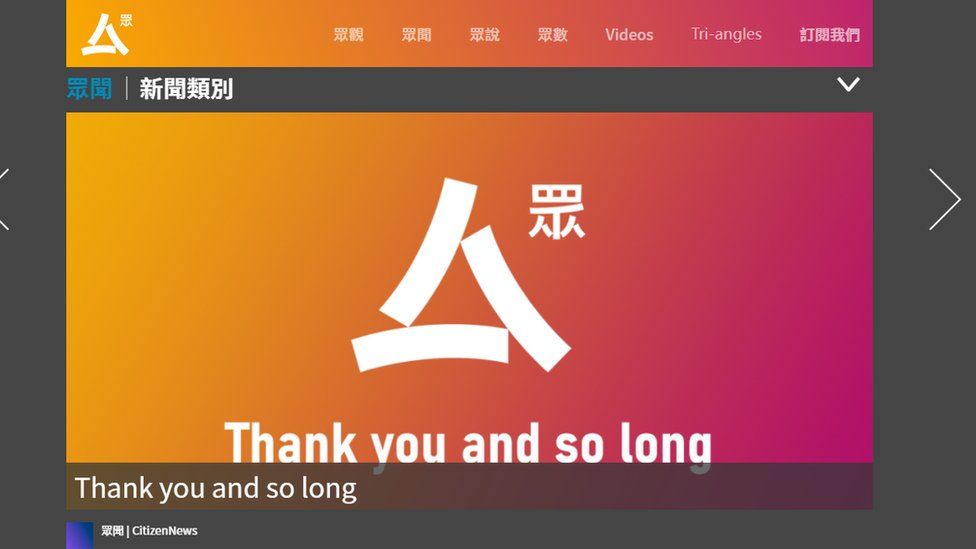 眾
眾觀 眾聞 眾說 眾數 Videos Tri-angles 訂閱我們
眾聞 | 新聞類別
眾
Thank you and so long
Thank you and so long
眾聞 | CitizenNews